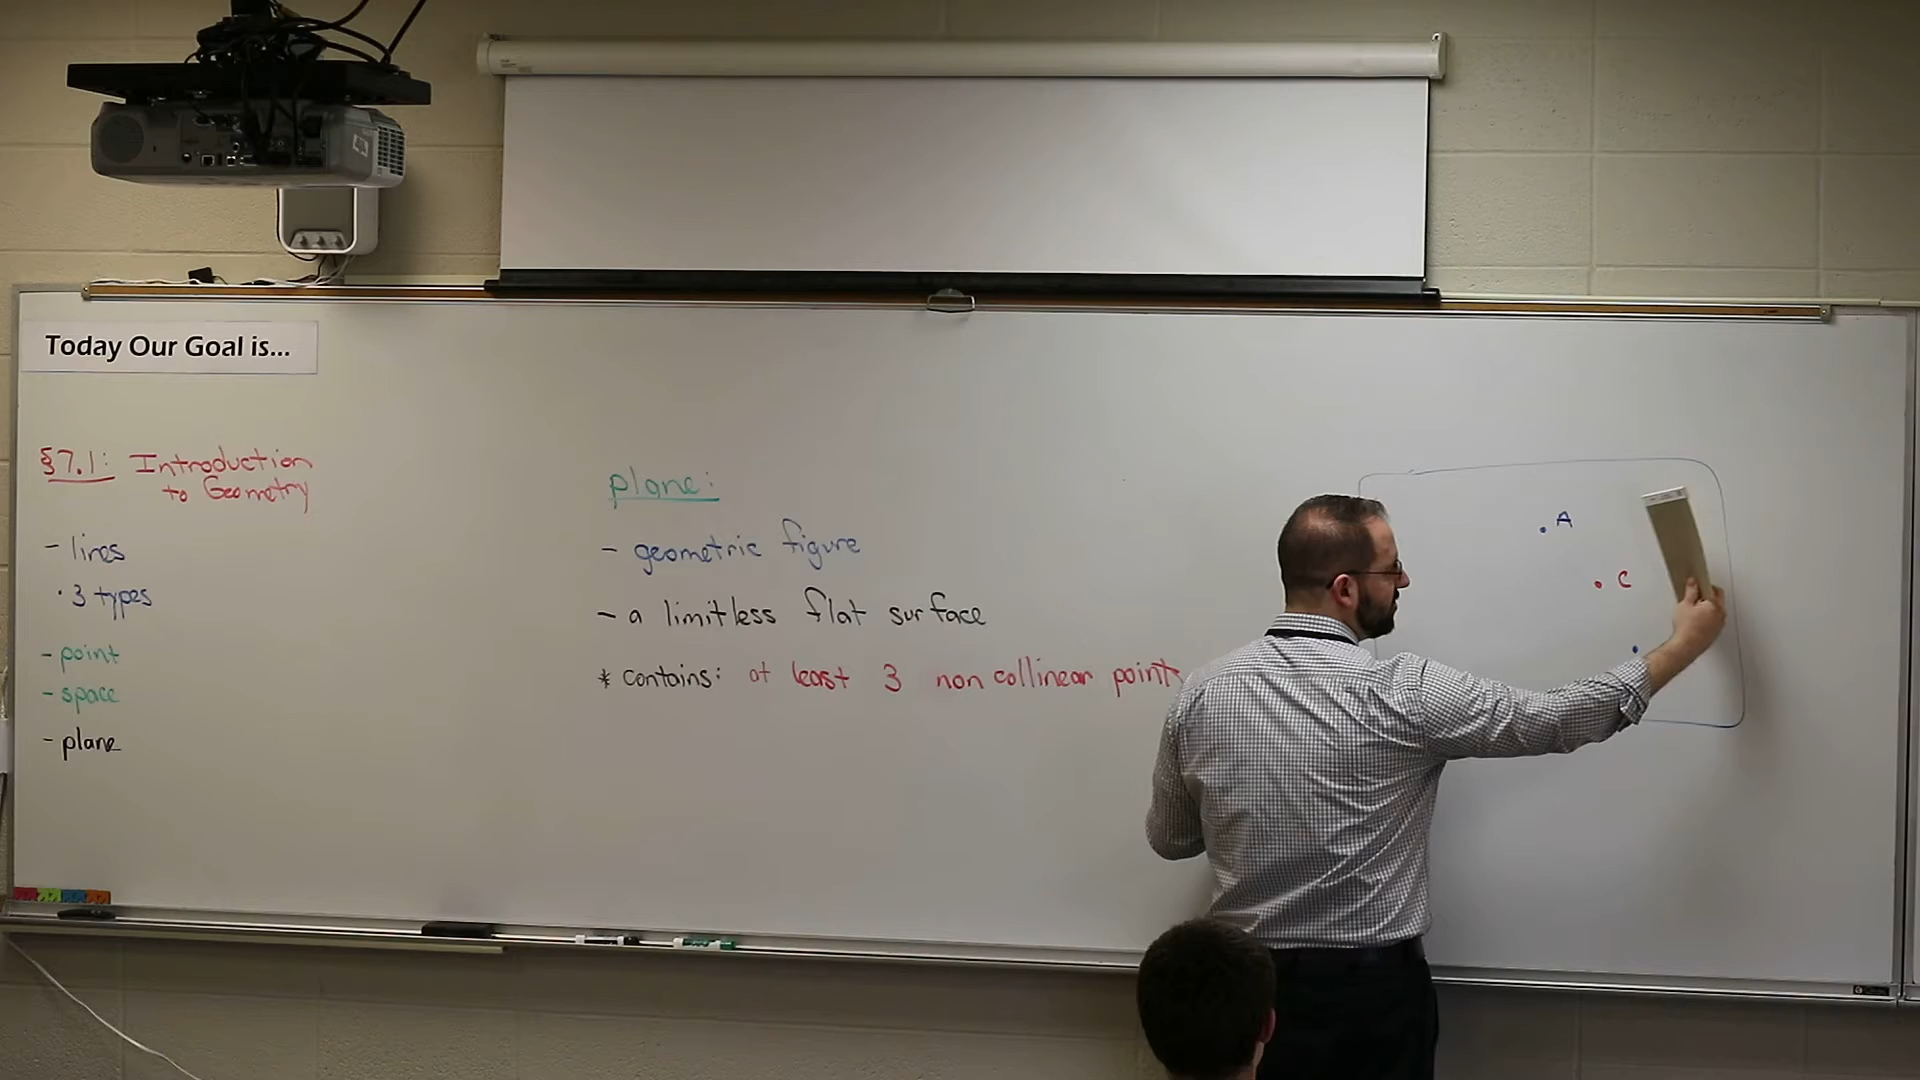 Today Our Goal is...
§7.1: Introduction
to Geometry
- lines
· 3 types
- point
- space
- plane
plane:
- geometric figure
- a limitless flat surface
* contains: at least 3 non collinear points
A
C